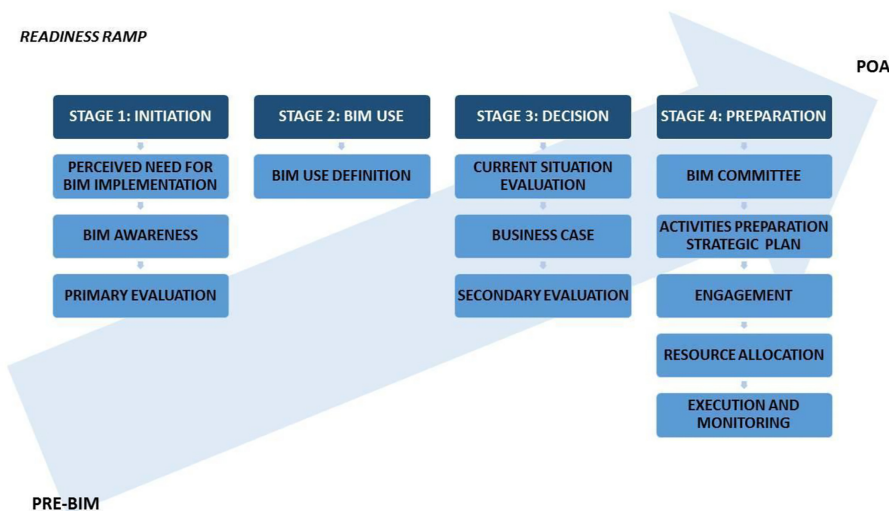 READINESS RAMP
POA
STAGE 1: INITIATION
PERCEIVED NEED FOR
BIM IMPLEMENTATION
BIM AWARENESS
PRIMARY EVALUATION
STAGE 2: BIM USE
BIM USE DEFINITION
STAGE 3: DECISION
CURRENT SITUATION
EVALUATION
BUSINESS CASE
SECONDARY EVALUATION
STAGE 4: PREPARATION
BIM COMMITTEE
ACTIVITIES PREPARATION
STRATEGIC PLAN
ENGAGEMENT
RESOURCE ALLOCATION
EXECUTION AND
MONITORING
PRE-BIM